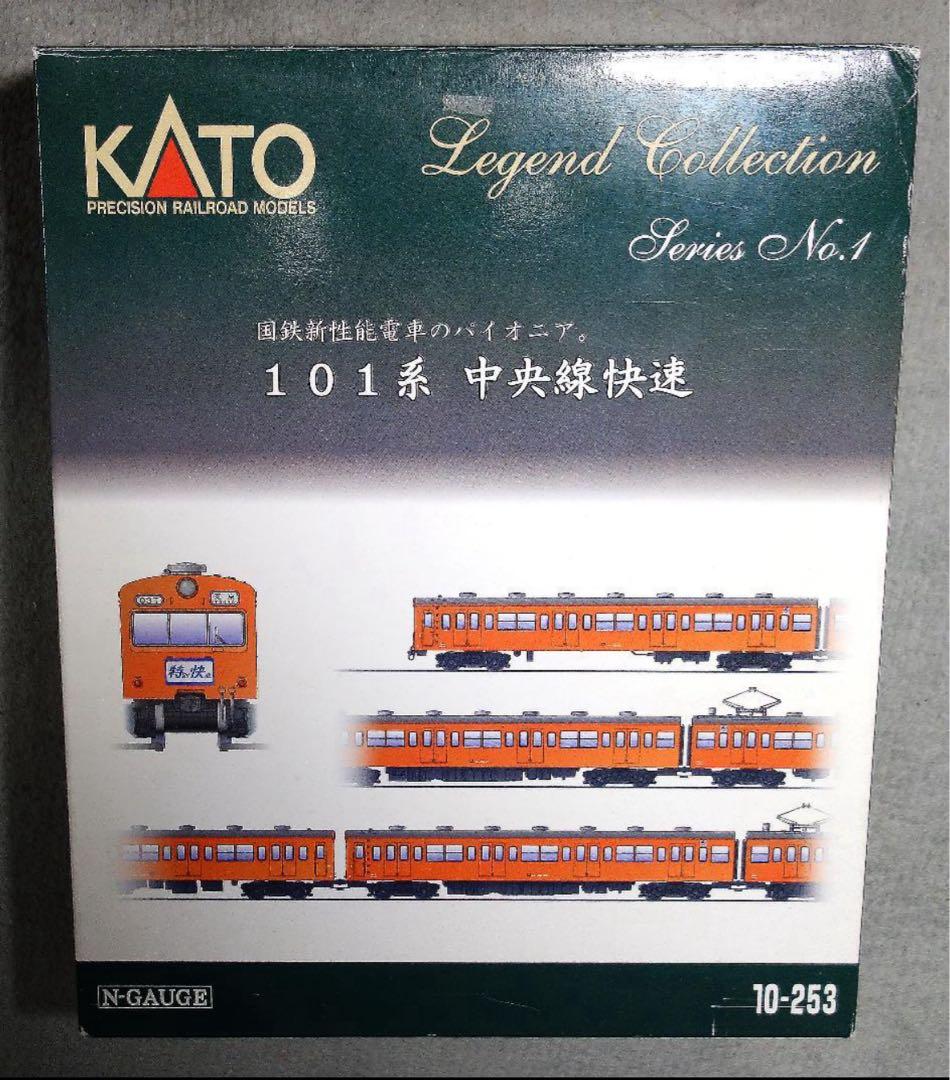 KATO
PRECISION RAILROAD MODELS
Legend Collection
Series No.1
国鉄新性能電車のパイオニア。
101系 中央線快速
特 快
N-GAUGE
10-253